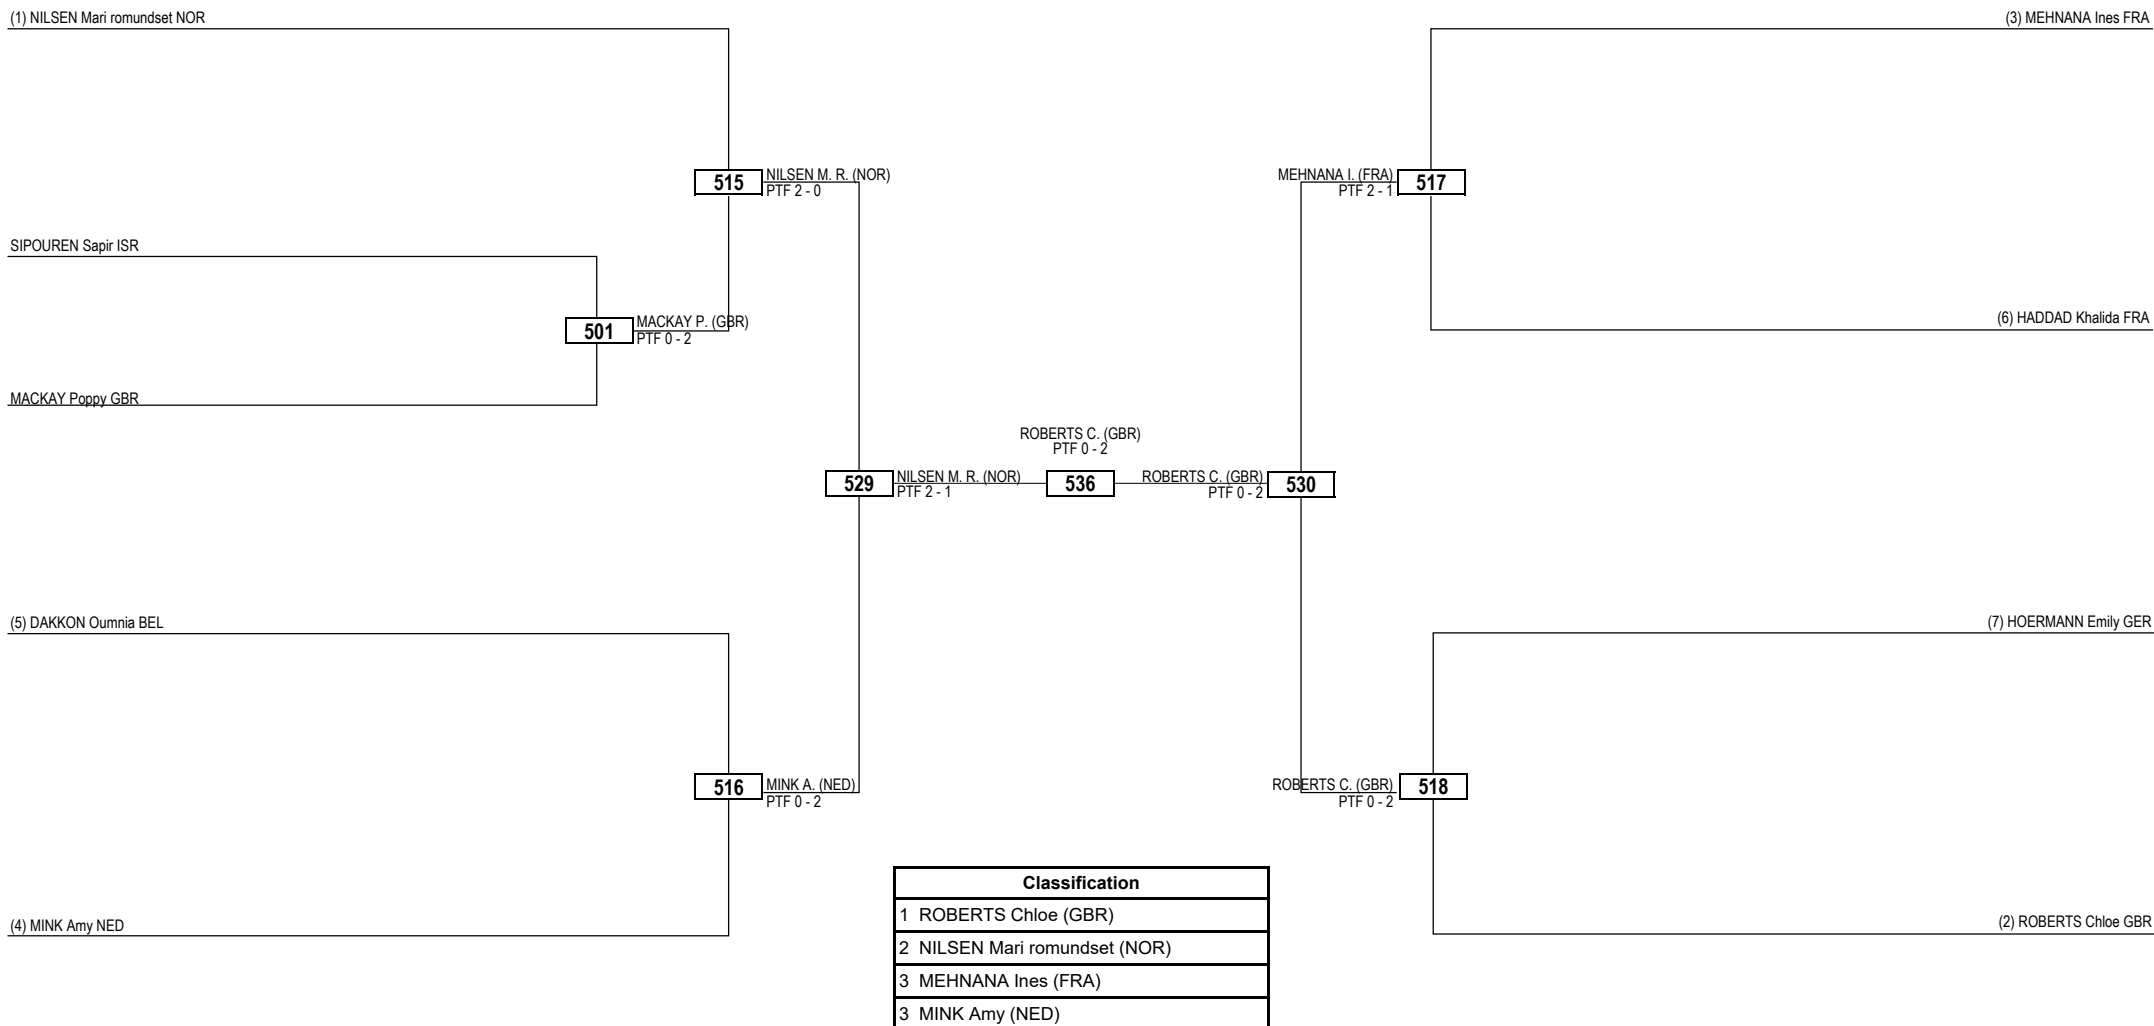 (1) NILSEN Mari romundset NOR
(3) MEHNANA Ines FRA
515
NILSEN M. R. (NOR)
PTF 2 - 0
MEHNANA I. (FRA)
PTF 2 - 1
517
SIPOUREN Sapir ISR
501
MACKAY P. (GBR)
PTF 0 - 2
(6) HADDAD Khalida FRA
MACKAY Poppy GBR
ROBERTS C. (GBR)
PTF 0 - 2
529
NILSEN M. R. (NOR)
PTF 2 - 1
536
ROBERTS C. (GBR)
PTF 0 - 2
530
(5) DAKKON Oumnia BEL
(7) HOERMANN Emily GER
516
MINK A. (NED)
PTF 0 - 2
ROBERTS C. (GBR)
PTF 0 - 2
518
(4) MINK Amy NED
(2) ROBERTS Chloe GBR
Classification
1 ROBERTS Chloe (GBR)
2 NILSEN Mari romundset (NOR)
3 MEHNANA Ines (FRA)
3 MINK Amy (NED)